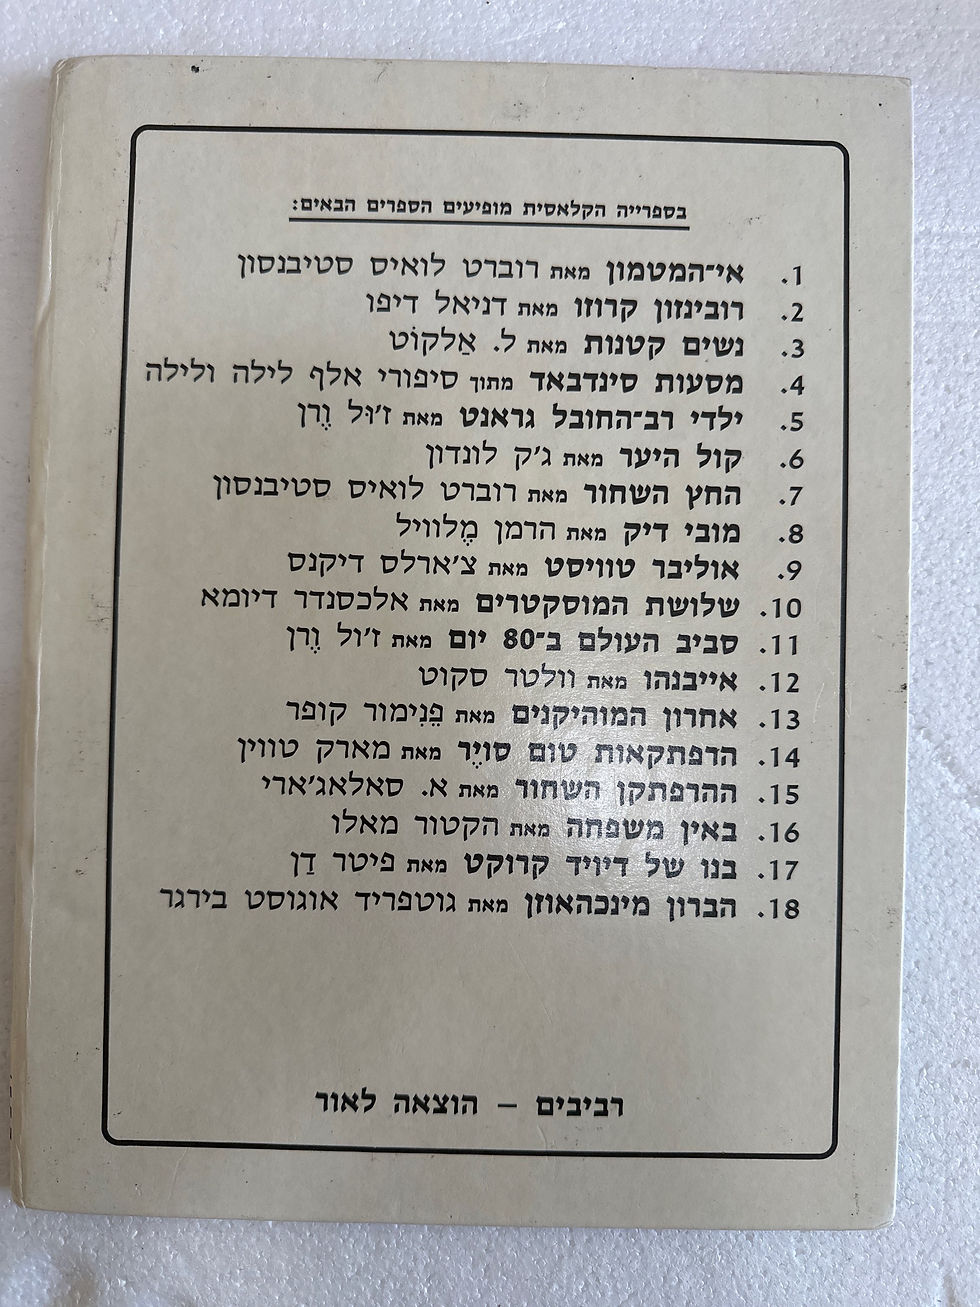 בספרייה הקלאסית מופיעים הספרים הבאים:
1. אי־המטמון מאת רוברט לואיס סטיבנסון
2. רובינזון קרוזו מאת דניאל דיפו
3. נשים קטנות מאת ל. אַלקוֹט
4. מסעות סינדבאד מתוך סיפורי אלף לילה ולילה
5. ילדי רב־החובל גראנט מאת ז'וּל וֶרן
6. קול היער מאת ג'ק לונדון
7. החץ השחור מאת רוברט לואיס סטיבנסון
8. מובי דיק מאת הרמן מֶלוויל
9. אוליבר טוויסט מאת צ'ארלס דיקנס
10. שלושת המוסקטרים מאת אלכסנדר דיומא
11. סביב העולם ב־80 יום מאת ז'ול וֶרן
12. אייבנהו מאת וולטר סקוט
13. אחרון המוהיקנים מאת פֶנִימור קופר
14. הדפתקאות טום סויֶר מאת מארק טווין
15. ההרפתקן השחור מאת א. סאלאגג'ארי
16. באין משפחה מאת הקטור מאלו
17. בנו של דיויד קרוקט מאת פיטר דַן
18. הברון מינכהאוזן מאת גוטפריד אוגוסט בירגר
רביבים – הוצאה לאור